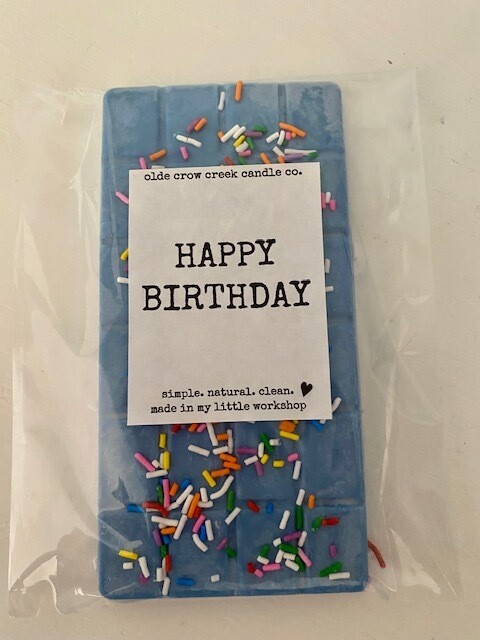 olde crow creek candle co.
HAPPY
BIRTHDAY
simple. natural. clean. ♥
made in my little workshop